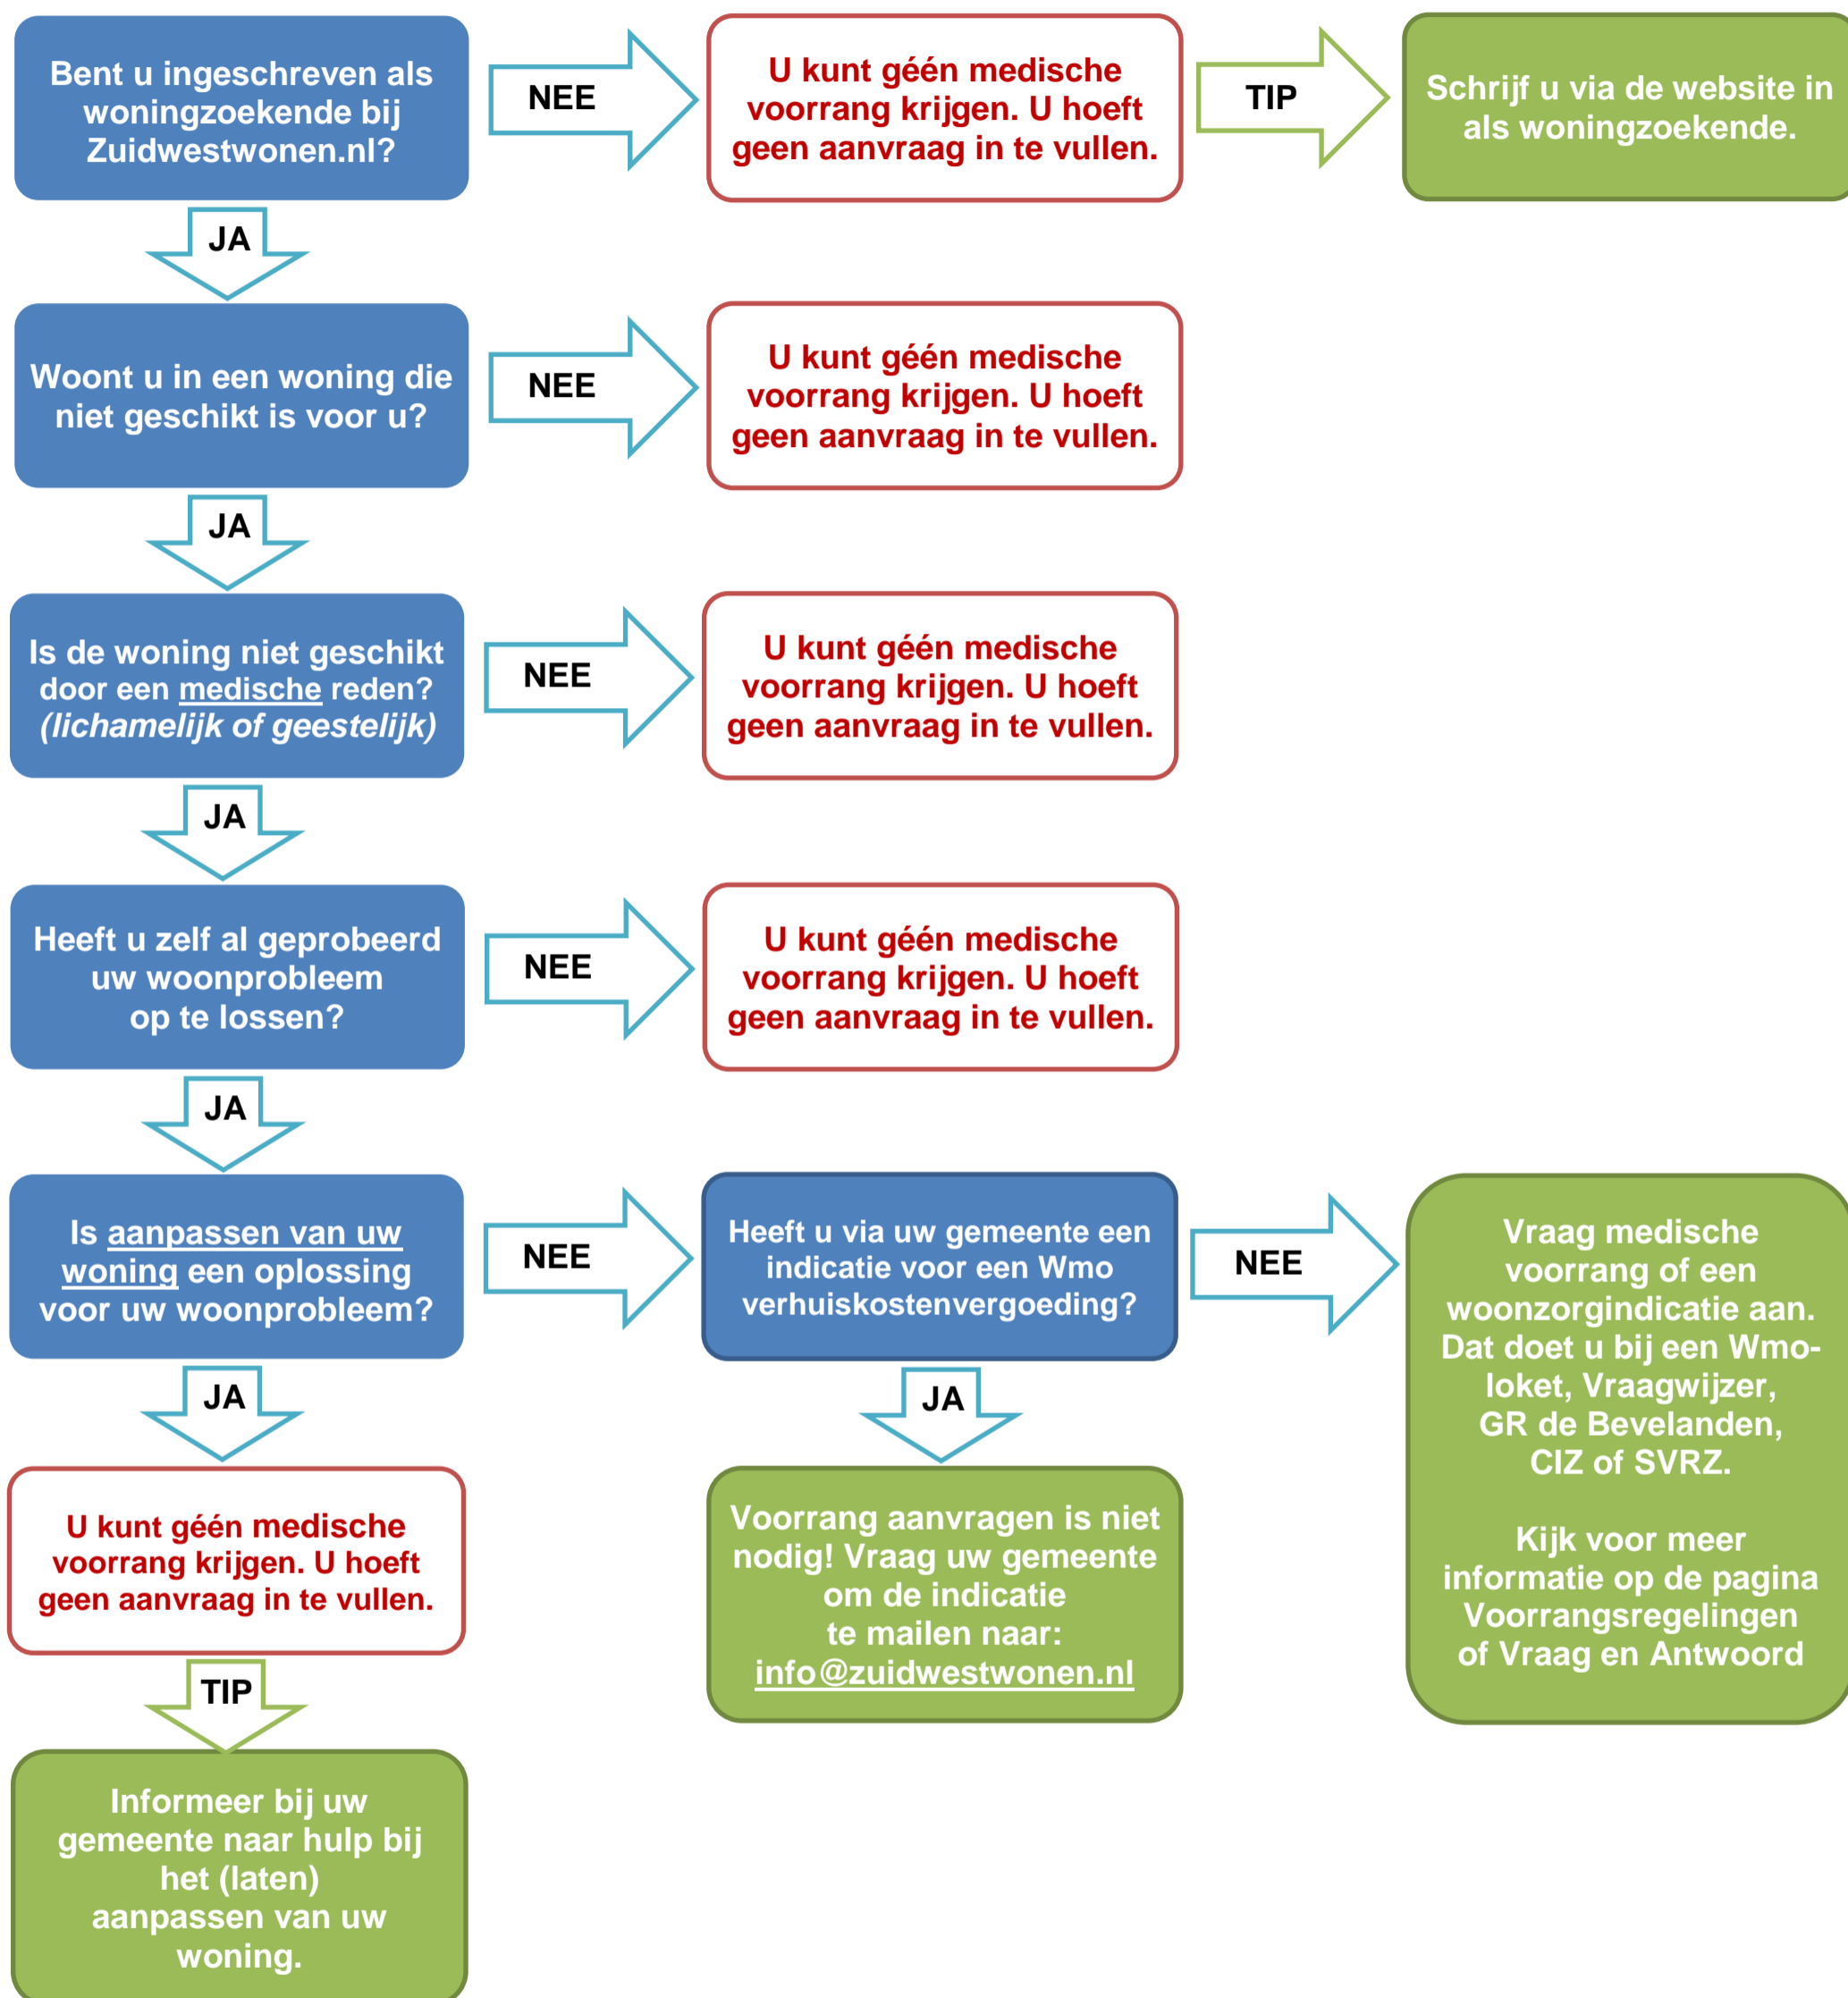 Bent u ingeschreven als
woningzoekende bij
Zuidwestwonen.nl?
NEE
U kunt géén medische
voorrang krijgen. U hoeft
geen aanvraag in te vullen.
TIP
Schrijf u via de website in
als woningzoekende.
JA
Woont u in een woning die
niet geschikt is voor u?
NEE
U kunt géén medische
voorrang krijgen. U hoeft
geen aanvraag in te vullen.
JA
Is de woning niet geschikt
door een medische reden?
(lichamelijk of geestelijk)
NEE
U kunt géén medische
voorrang krijgen. U hoeft
geen aanvraag in te vullen.
JA
Heeft u zelf al geprobeerd
uw woonprobleem
op te lossen?
NEE
U kunt géén medische
voorrang krijgen. U hoeft
geen aanvraag in te vullen.
JA
Is aanpassen van uw
woning een oplossing
voor uw woonprobleem?
NEE
Heeft u via uw gemeente een
indicatie voor een Wmo
verhuiskostenvergoeding?
NEE
Vraag medische
voorrang of een
woonzorgindicatie aan.
Dat doet u bij een Wmo-
loket, Vraagwijzer,
GR de Bevelanden,
CIZ of SVRZ.
Kijk voor meer
informatie op de pagina
Voorrangsregelingen
of Vraag en Antwoord
JA
U kunt géén medische
voorrang krijgen. U hoeft
geen aanvraag in te vullen.
JA
Voorrang aanvragen is niet
nodig! Vraag uw gemeente
om de indicatie
te mailen naar:
info@zuidwestwonen.nl
TIP
Informeer bij uw
gemeente naar hulp bij
het (laten)
aanpassen van uw
woning.